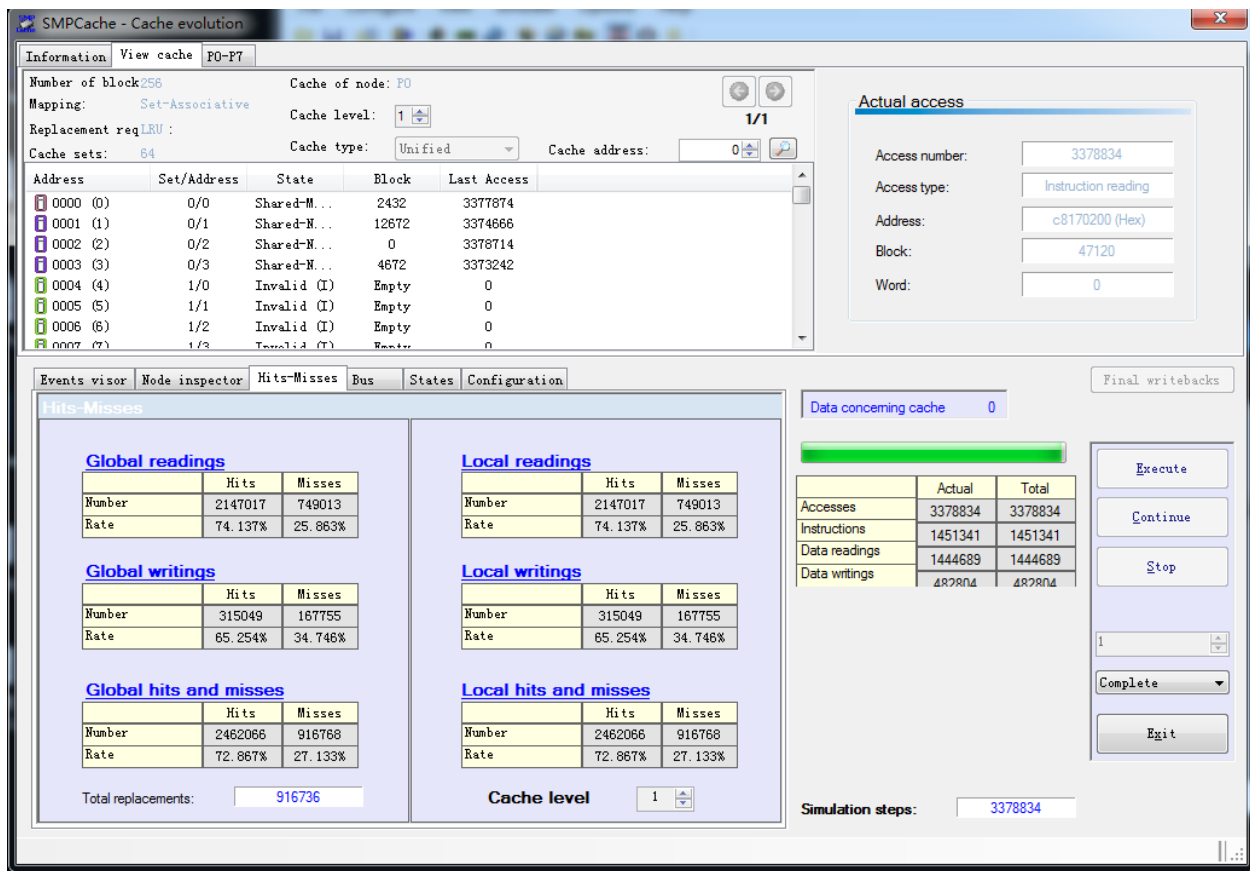 SMPCache - Cache evolution
Information View cache P0-P7
Number of block 256 Cache of node: P0
Mapping: Set-Associative Cache level: 1 1/1
Replacement req LRU :
Cache sets: 64 Cache type: Unified Cache address: 0
Address Set/Address State Block Last Access
0000 (0) 0/0 Shared-M... 2432 3377874
0001 (1) 0/1 Shared-N... 12672 3374666
0002 (2) 0/2 Shared-N... 0 3378714
0003 (3) 0/3 Shared-N... 4672 3373242
0004 (4) 1/0 Invalid (I) Empty 0
0005 (5) 1/1 Invalid (I) Empty 0
0006 (6) 1/2 Invalid (I) Empty 0
0007 (7) 1/3 Invalid (I) Empty 0
Actual access
Access number: 3378834
Access type: Instruction reading
Address: c8170200 (Hex)
Block: 47120
Word: 0
Events visor Node inspector Hits-Misses Bus States Configuration
Hits-Misses
Global readings
Hits Misses
Number 2147017 749013
Rate 74.137% 25.863%
Global writings
Hits Misses
Number 315049 167755
Rate 65.254% 34.746%
Global hits and misses
Hits Misses
Number 2462066 916768
Rate 72.867% 27.133%
Total replacements: 916736
Local readings
Hits Misses
Number 2147017 749013
Rate 74.137% 25.863%
Local writings
Hits Misses
Number 315049 167755
Rate 65.254% 34.746%
Local hits and misses
Hits Misses
Number 2462066 916768
Rate 72.867% 27.133%
Cache level 1
Data concerning cache 0
Actual Total
Accesses 3378834 3378834
Instructions 1451341 1451341
Data readings 1444689 1444689
Data writings 482804 482804
Simulation steps: 3378834
Final writebacks
Execute
Continue
Stop
1
Complete
Exit